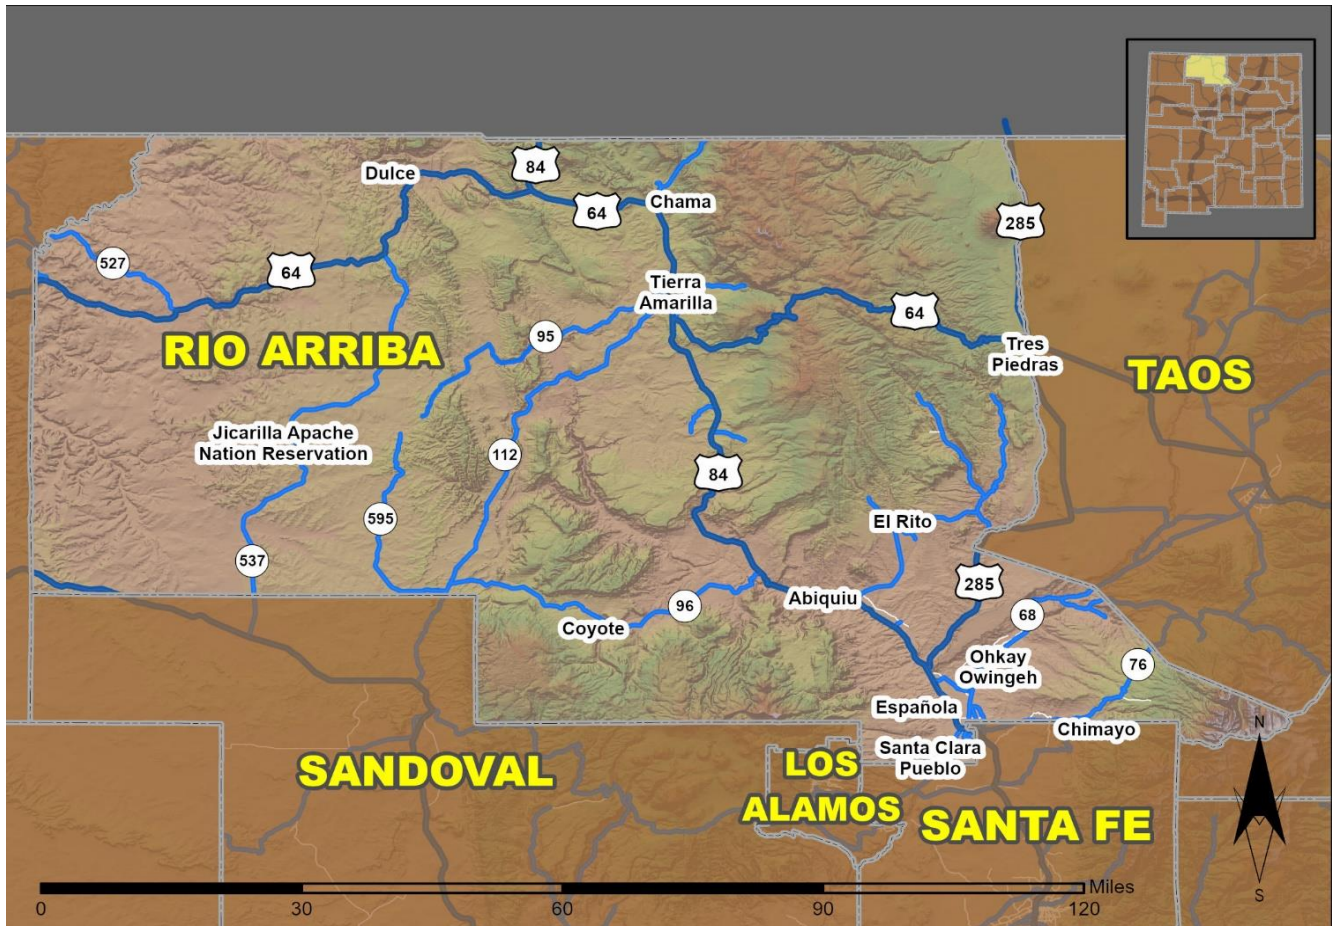 84
Dulce
Chama
64
285
527
64
Tierra
Amarilla
64
95
RIO ARRIBA
Tres
Piedras
TAOS
Jicarilla Apache
Nation Reservation
112
84
595
El Rito
537
285
Abiquiu
96
68
Coyote
Ohkay
Owingeh
76
Española
Chimayo
N
Santa Clara
Pueblo
SANDOVAL
LOS
ALAMOS
SANTA FE
Miles
S
0
30
60
90
120